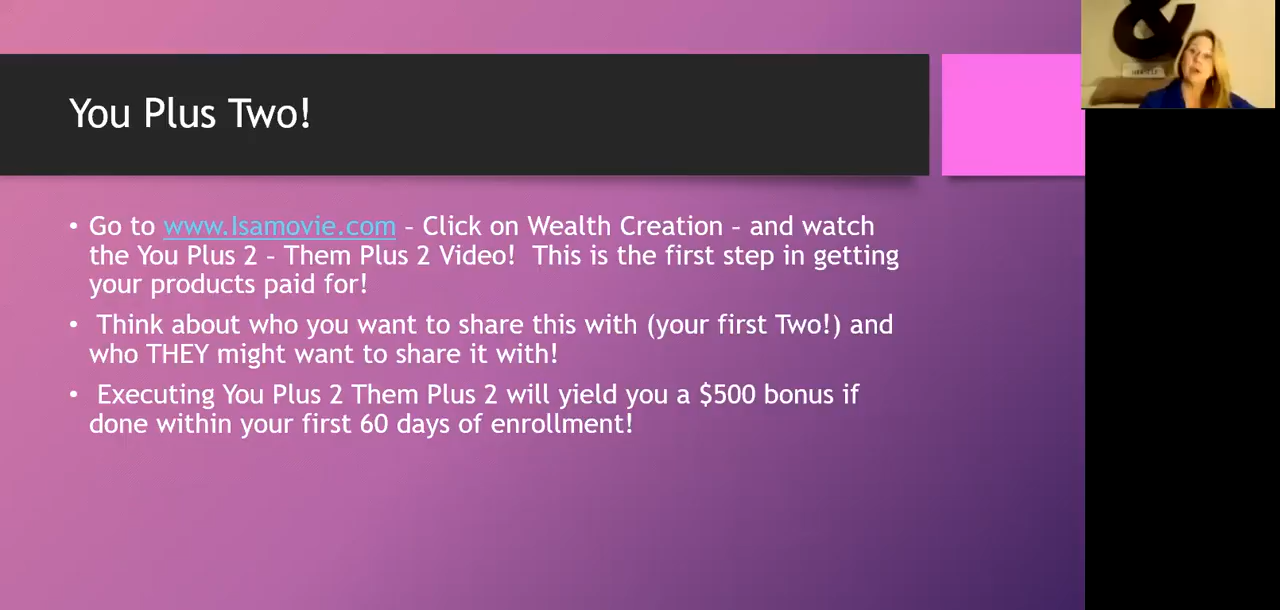 You Plus Two!
• Go to www.Isamovie.com – Click on Wealth Creation – and watch
the You Plus 2 – Them Plus 2 Video!  This is the first step in getting
your products paid for!
• Think about who you want to share this with (your first Two!) and
who THEY might want to share it with!
• Executing You Plus 2 Them Plus 2 will yield you a $500 bonus if
done within your first 60 days of enrollment!
&